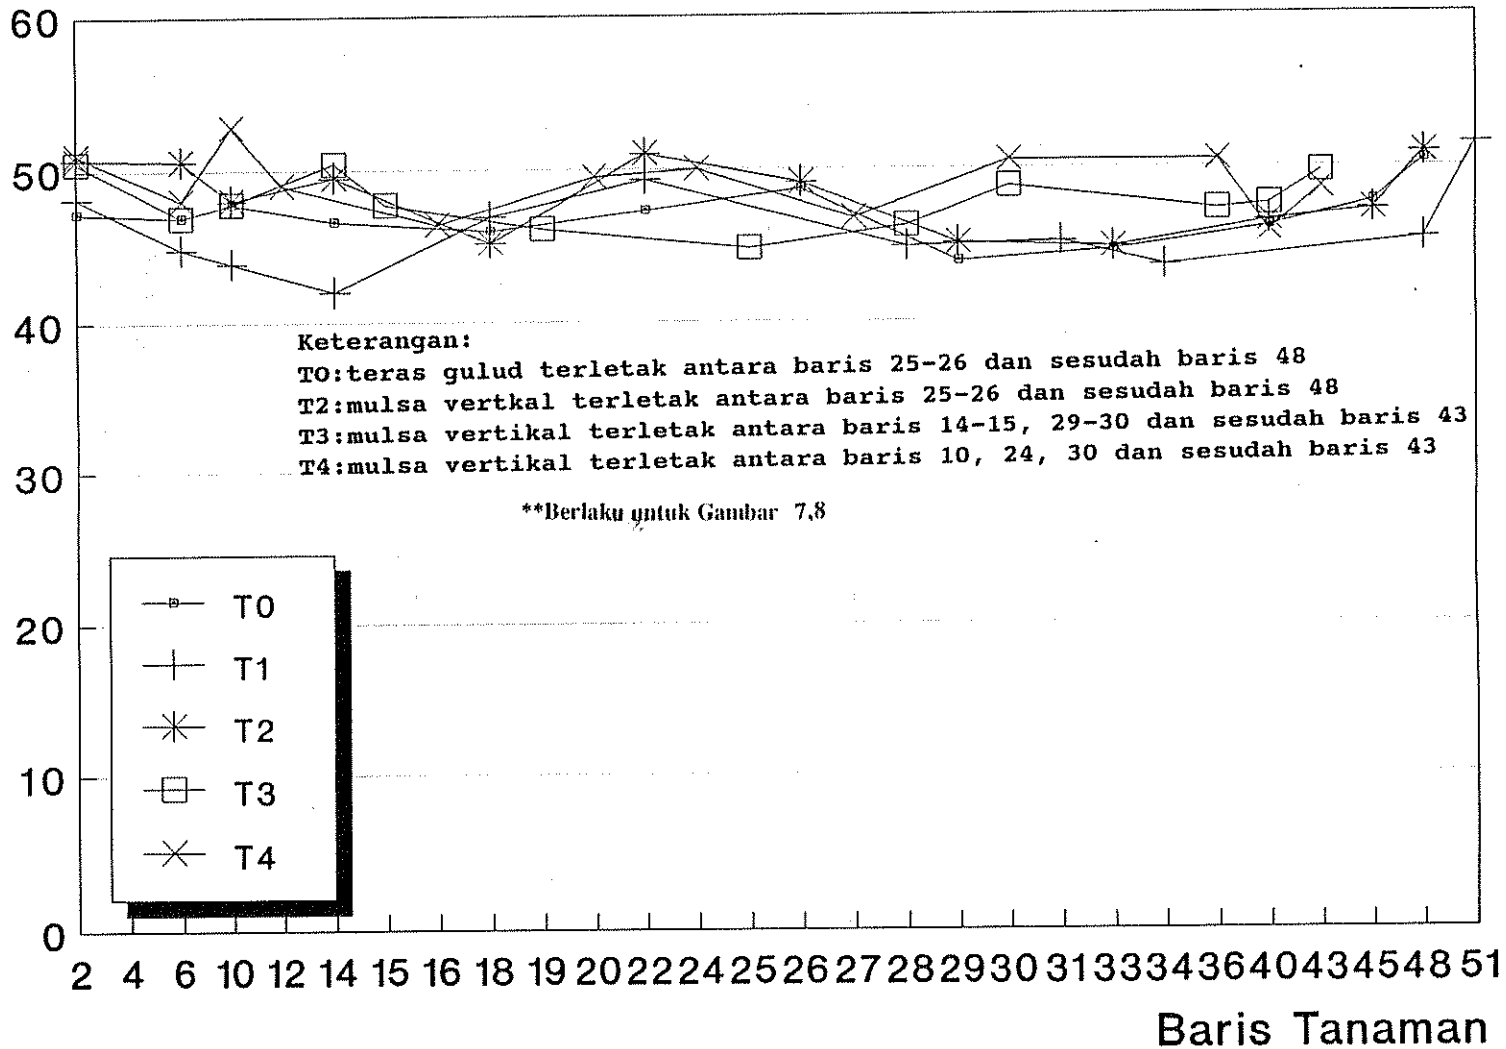 60
50
40
Keterangan:
TO:teras gulud terletak antara baris 25-26 dan sesudah baris 48
T2:mulsa vertkal terletak antara baris 25-26 dan sesudah baris 48
T3:mulsa vertikal terletak antara baris 14-15, 29-30 dan sesudah baris 43
T4:mulsa vertikal terletak antara baris 10, 24, 30 dan sesudah baris 43
30
**Berlaku untuk Gambar 7,8
T0
20
T1
T2
10
T3
T4
0
2 4 6 10 12 14 15 16 18 19 20 22 24 25 26 27 28 29 30 31 33 34 36 40 43 45 48 51
Baris Tanaman